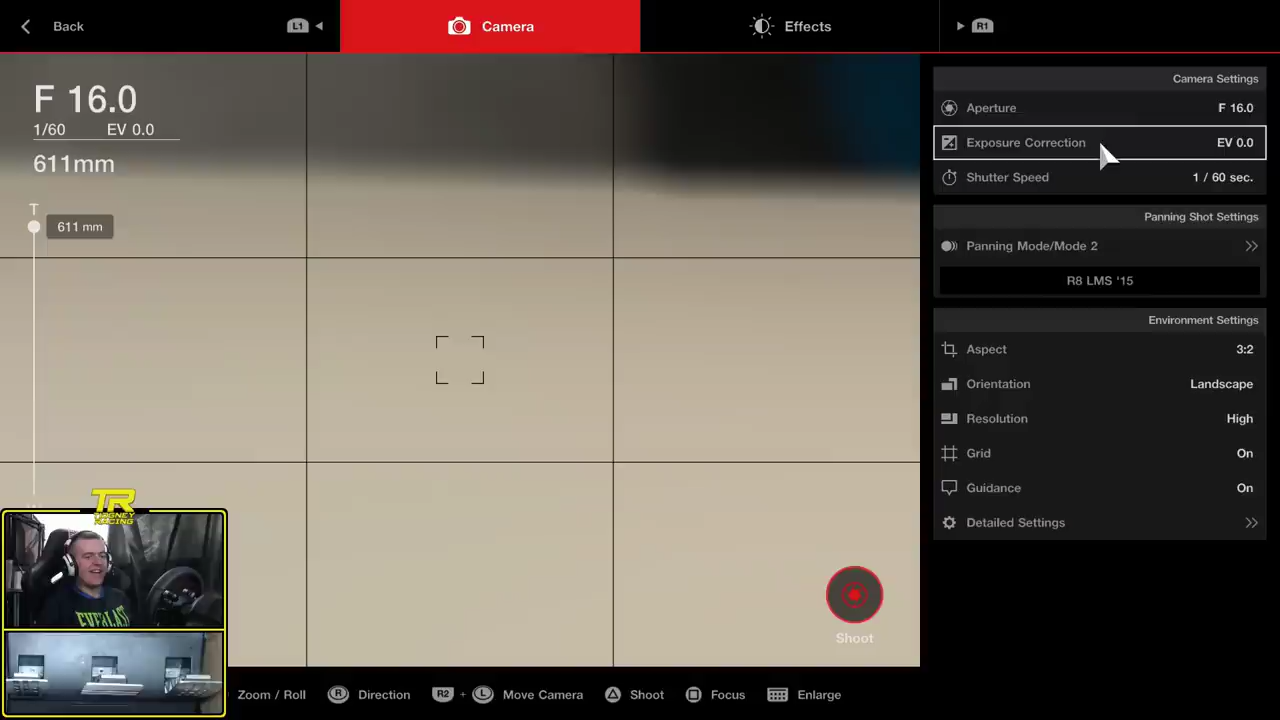 Back
L1
Camera
Effects
R1
F 16.0
1/60 EV 0.0
611mm
T
611 mm
Camera Settings
Aperture F 16.0
Exposure Correction EV 0.0
Shutter Speed 1 / 60 sec.
Panning Shot Settings
Panning Mode/Mode 2
R8 LMS '15
Environment Settings
Aspect 3:2
Orientation Landscape
Resolution High
Grid On
Guidance On
Detailed Settings
Shoot
TR
RACING
EVERLAST
Zoom / Roll
R Direction
R2 + L Move Camera
Shoot
Focus
Enlarge